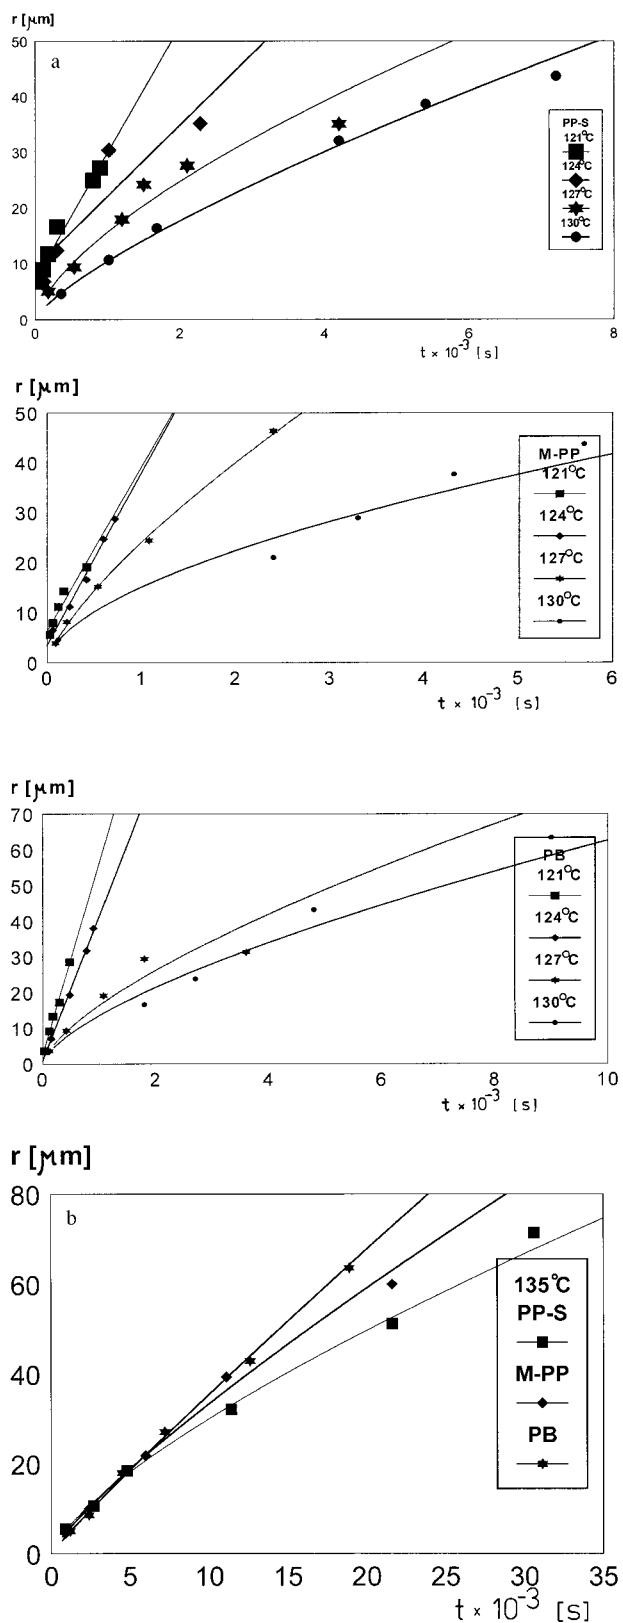 r [μm]
50
a
40
30
20
10
0
PP-S
121°C
124°C
127°C
130°C
0 2 4 6 8
t × 10⁻³ [s]
r [μm]
50
40
30
20
10
0
M-PP
121°C
124°C
127°C
130°C
0 1 2 3 4 5 6
t × 10⁻³ [s]
r [μm]
70
60
50
40
30
20
10
0
PB
121°C
124°C
127°C
130°C
0 2 4 6 8 10
t × 10⁻³ [s]
r [μm]
80
b
60
40
20
0
135°C
PP-S
M-PP
PB
0 5 10 15 20 25 30 35
t × 10⁻³ [s]